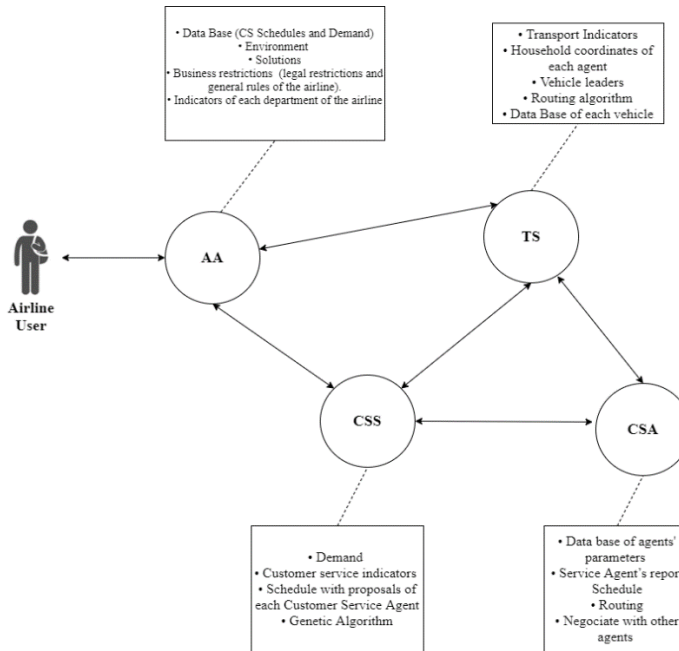 • Data Base (CS Schedules and Demand)
• Environment
• Solutions
• Business restrictions (legal restrictions and
general rules of the airline).
• Indicators of each department of the airline
• Transport Indicators
• Household coordinates of
each agent
• Vehicle leaders
• Routing algorithm
• Data Base of each vehicle
AA
TS
Airline
User
CSS
CSA
• Demand
• Customer service indicators
• Schedule with proposals of
each Customer Service Agent
• Genetic Algorithm
• Data base of agents'
parameters
• Service Agent's repor
Schedule
• Routing
• Negociate with other
agents